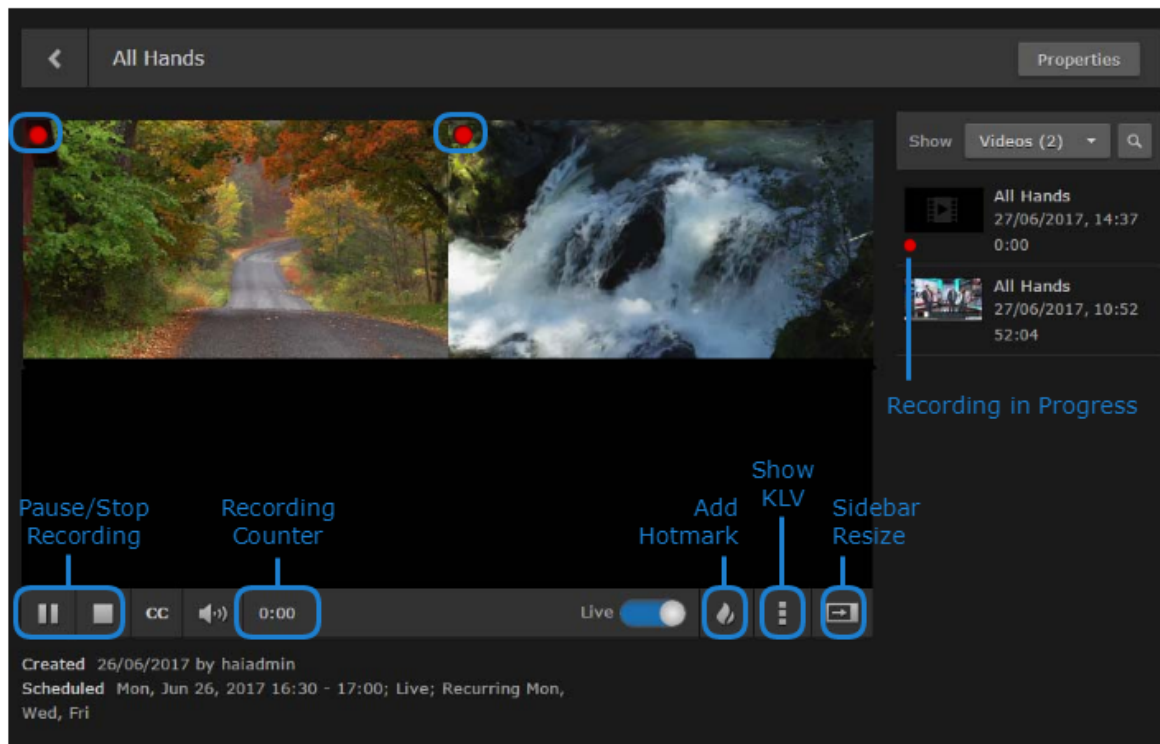 All Hands
Properties
Show Videos (2)
All Hands
27/06/2017, 14:37
0:00
All Hands
27/06/2017, 10:52
52:04
Recording in Progress
Pause/Stop
Recording
Recording
Counter
Add
Hotmark
Show
KLV
Sidebar
Resize
CC
0:00
Live
Created 26/06/2017 by haiadmin
Scheduled Mon, Jun 26, 2017 16:30 - 17:00; Live; Recurring Mon,
Wed, Fri